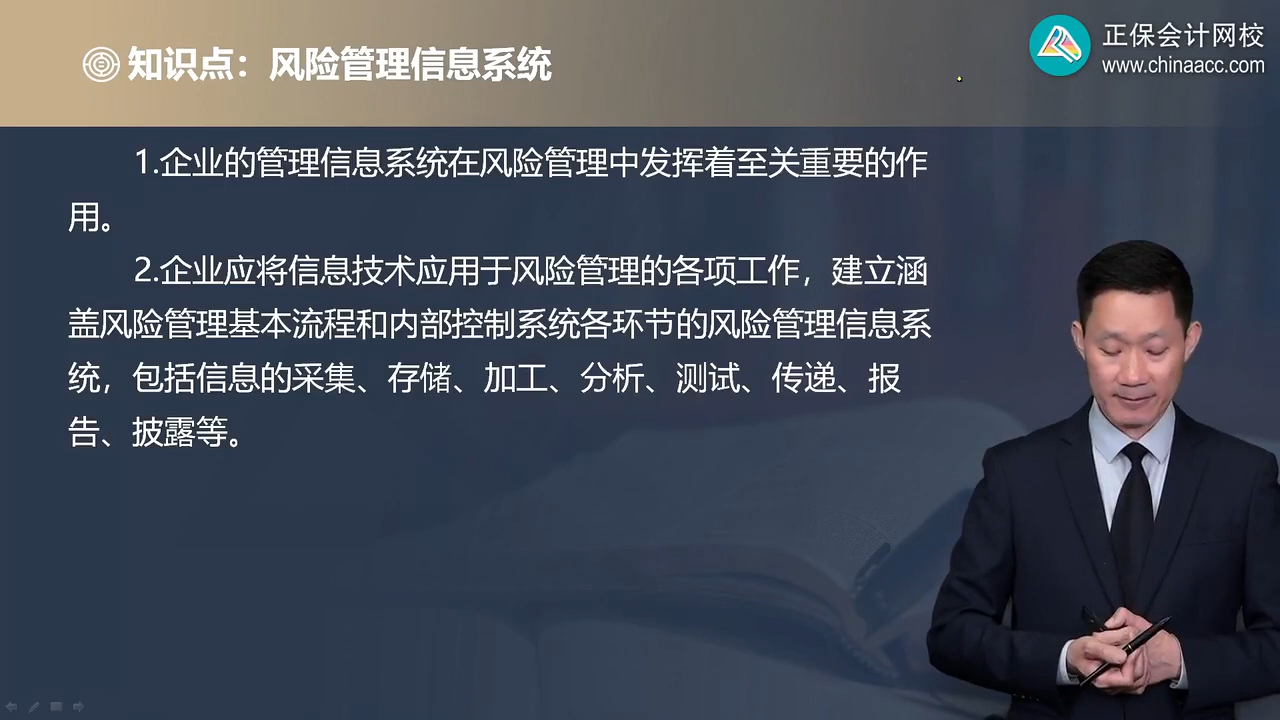 知识点：风险管理信息系统
正保会计网校
www.chinaacc.com
1.企业的管理信息系统在风险管理中发挥着至关重要的作
用。
2.企业应将信息技术应用于风险管理的各项工作，建立涵
盖风险管理基本流程和内部控制系统各环节的风险管理信息系
统，包括信息的采集、存储、加工、分析、测试、传递、报
告、披露等。